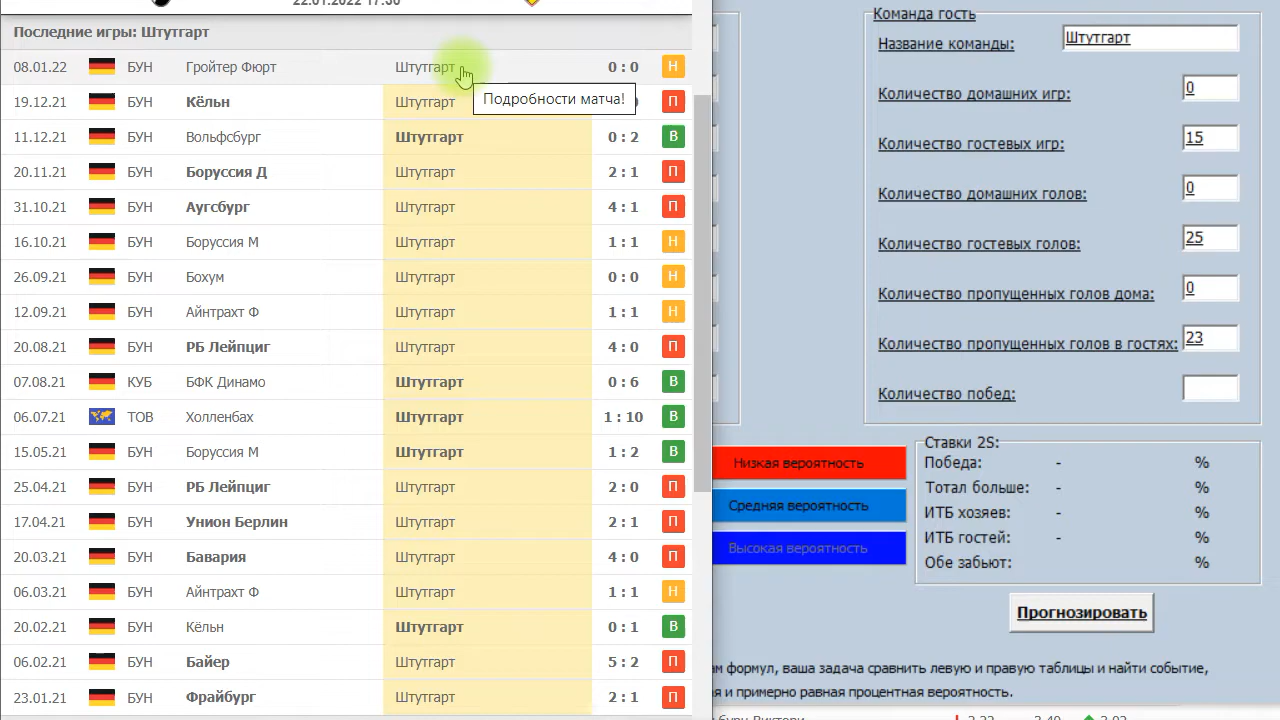 22.01.2022 17:30
Последние игры: Штутгарт
08.01.22 БУН Гройтер Фюрт Штутгарт 0 : 0 Н
Подробности матча!
19.12.21 БУН Кёльн Штутгарт 0 П
11.12.21 БУН Вольфсбург Штутгарт 0 : 2 В
20.11.21 БУН Боруссия Д Штутгарт 2 : 1 П
31.10.21 БУН Аугсбург Штутгарт 4 : 1 П
16.10.21 БУН Боруссия М Штутгарт 1 : 1 Н
26.09.21 БУН Бохум Штутгарт 0 : 0 Н
12.09.21 БУН Айнтрахт Ф Штутгарт 1 : 1 Н
20.08.21 БУН РБ Лейпциг Штутгарт 4 : 0 П
07.08.21 КУБ БФК Динамо Штутгарт 0 : 6 В
06.07.21 ТОВ Холленбах Штутгарт 1 : 10 В
15.05.21 БУН Боруссия М Штутгарт 1 : 2 В
25.04.21 БУН РБ Лейпциг Штутгарт 2 : 0 П
17.04.21 БУН Унион Берлин Штутгарт 2 : 1 П
20.03.21 БУН Бавария Штутгарт 4 : 0 П
06.03.21 БУН Айнтрахт Ф Штутгарт 1 : 1 Н
20.02.21 БУН Кёльн Штутгарт 0 : 1 В
06.02.21 БУН Байер Штутгарт 5 : 2 П
23.01.21 БУН Фрайбург Штутгарт 2 : 1 П
Команда гость
Название команды: Штутгарт
Количество домашних игр: 0
Количество гостевых игр: 15
Количество домашних голов: 0
Количество гостевых голов: 25
Количество пропущенных голов дома: 0
Количество пропущенных голов в гостях: 23
Количество побед:
Низкая вероятность
Средняя вероятность
Высокая вероятность
Ставки 2S:
Победа: - %
Тотал больше: - %
ИТБ хозяев: - %
ИТБ гостей: - %
Обе забьют: %
Прогнозировать
формул, ваша задача сравнить левую и правую таблицы и найти событие,
и примерно равная процентная вероятность.